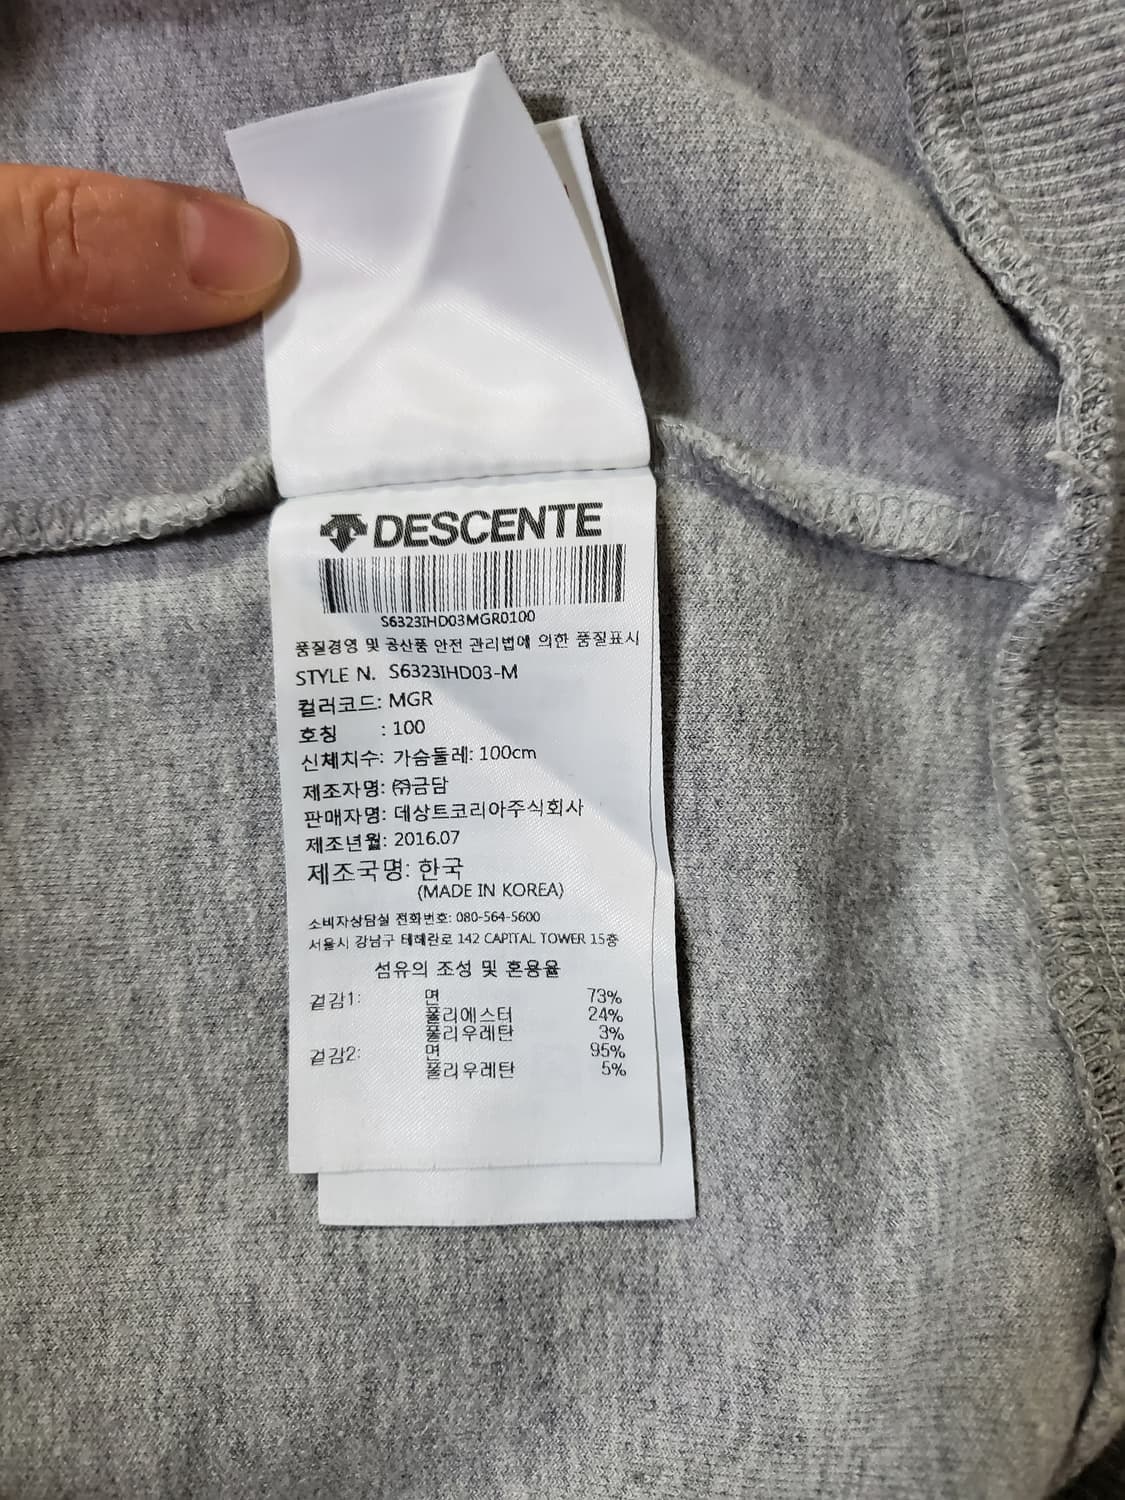 DESCENTE
S6323IHD03MGR0100
품질경영 및 공산품 안전 관리법에 의한 품질표시
STYLE N. S6323IHD03-M
컬러코드: MGR
호칭 : 100
신체치수: 가슴둘레: 100cm
제조자명: ㈜금담
판매자명: 데상트코리아주식회사
제조년월: 2016.07
제조국명: 한국
(MADE IN KOREA)
소비자상담실 전화번호: 080-564-5600
서울시 강남구 테헤란로 142 CAPITAL TOWER 15층
섬유의 조성 및 혼용율
겉감1: 면 73%
폴리에스터 24%
폴리우레탄 3%
겉감2: 면 95%
폴리우레탄 5%